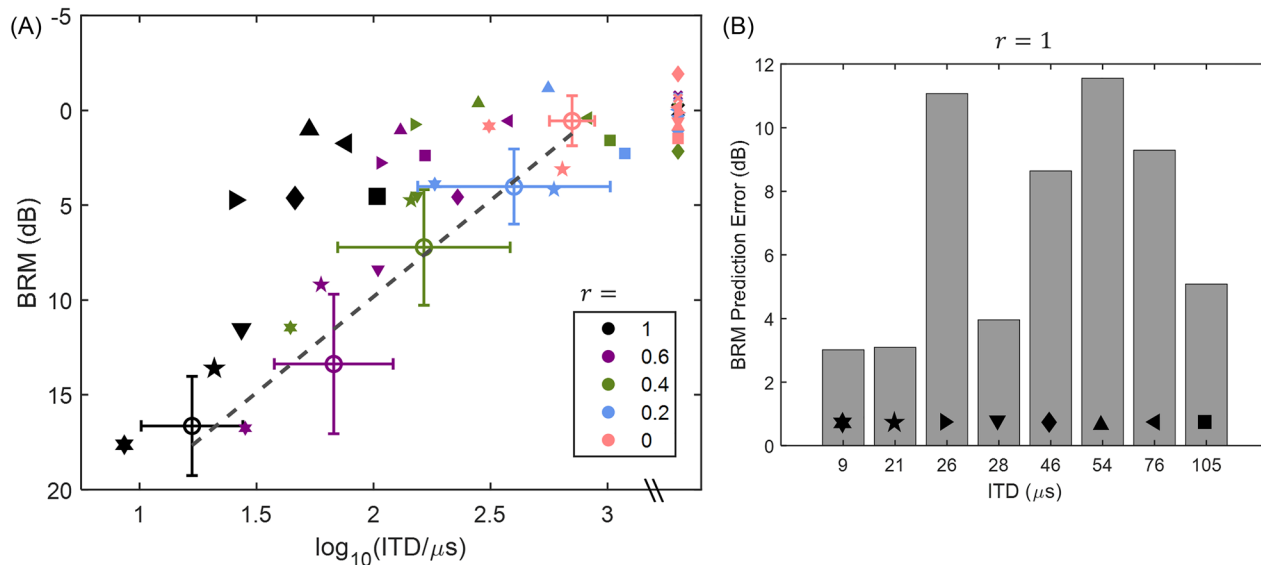 (A)
-5
0
5
10
15
20
BRM (dB)
1
1.5
2
2.5
3
log10(ITD/μs)
r =
1
0.6
0.4
0.2
0
(B)
r = 1
12
10
8
6
4
2
0
BRM Prediction Error (dB)
9 21 26 28 46 54 76 105
ITD (μs)